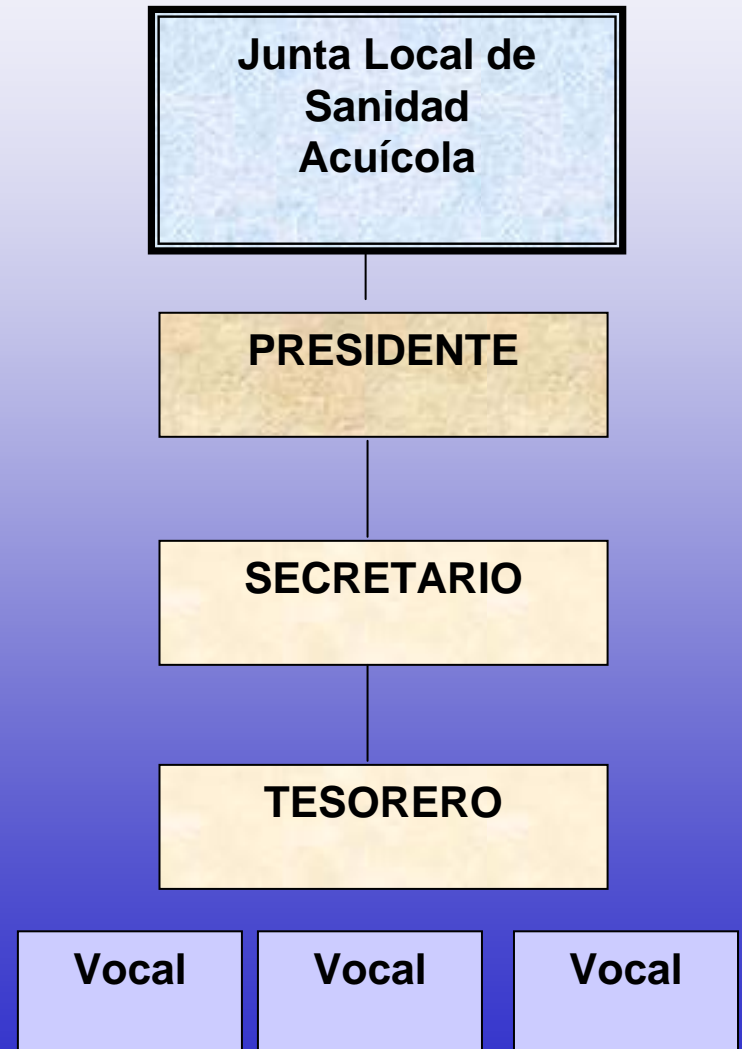 Junta Local de
Sanidad
Acuícola
PRESIDENTE
SECRETARIO
TESORERO
Vocal Vocal Vocal